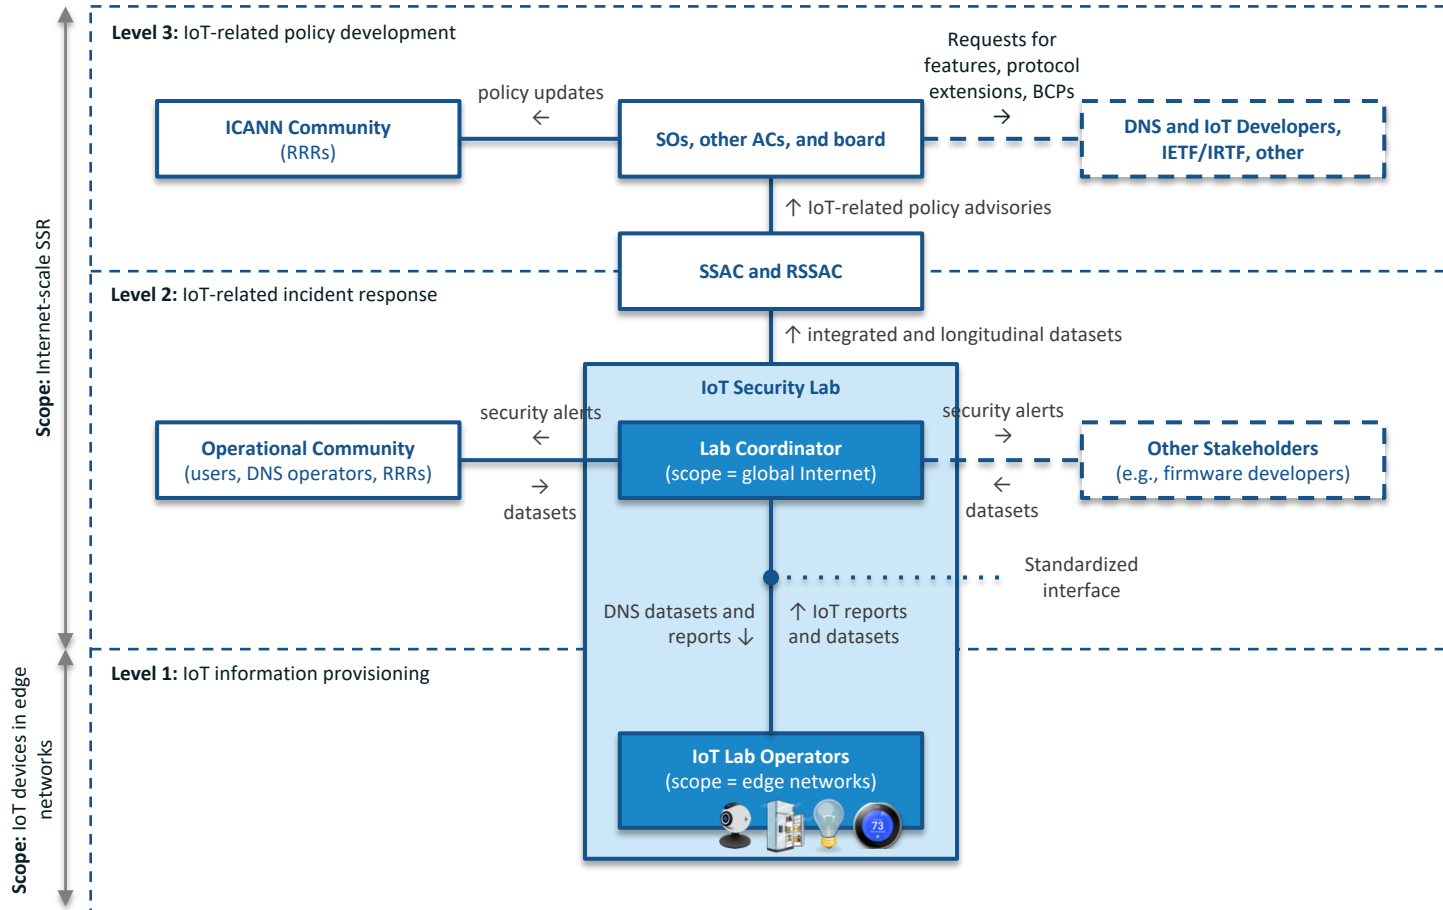 Level 3: IoT-related policy development
Requests for
features, protocol
extensions, BCPs
→
policy updates
←
ICANN Community
(RRRs)
SOs, other ACs, and board
DNS and IoT Developers,
IETF/IRTF, other
↑ IoT-related policy advisories
SSAC and RSSAC
Level 2: IoT-related incident response
↑ integrated and longitudinal datasets
Scope: Internet-scale SSR
IoT Security Lab
security alerts
←
security alerts
→
Operational Community
(users, DNS operators, RRRs)
Lab Coordinator
(scope = global Internet)
Other Stakeholders
(e.g., firmware developers)
→
datasets
←
datasets
Standardized
interface
DNS datasets and
reports ↓
↑ IoT reports
and datasets
Level 1: IoT information provisioning
Scope: IoT devices in edge
networks
IoT Lab Operators
(scope = edge networks)
73